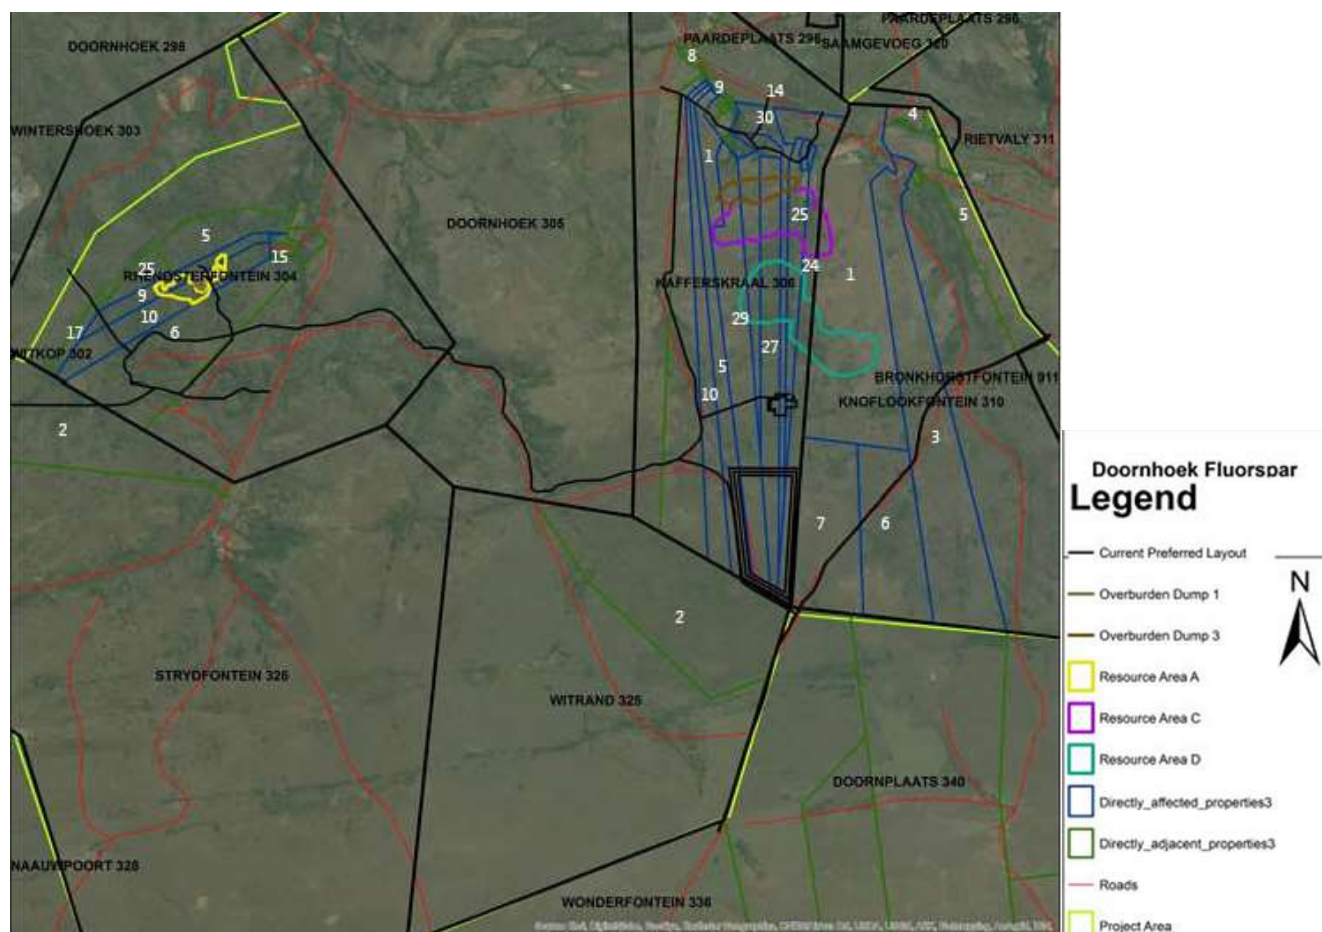 PAARDEPLAATS 296
DOORNHOEK 298
PAARDEPLAATS 296
SAAMGEVOEG 320
8
9
14
4
30
WINTERSHOEK 303
RIETVALY 311
1
5
25
DOORNHOEK 305
5
15
25
24
1
RHENOSTERFONTEIN 304
KAFFERSKRAAL 306
9
10
29
17
6
27
WITKOP 302
5
BRONKHORSTFONTEIN 911
10
KNOFLOOKFONTEIN 310
2
3
7
6
2
STRYDFONTEIN 326
WITRAND 325
DOORNPLAATS 340
NAAUWPOORT 328
WONDERFONTEIN 336
Doornhoek Fluorspar
Legend
Current Preferred Layout
N
Overburden Dump 1
Overburden Dump 3
Resource Area A
Resource Area C
Resource Area D
Directly_affected_properties3
Directly_adjacent_properties3
Roads
Project Area